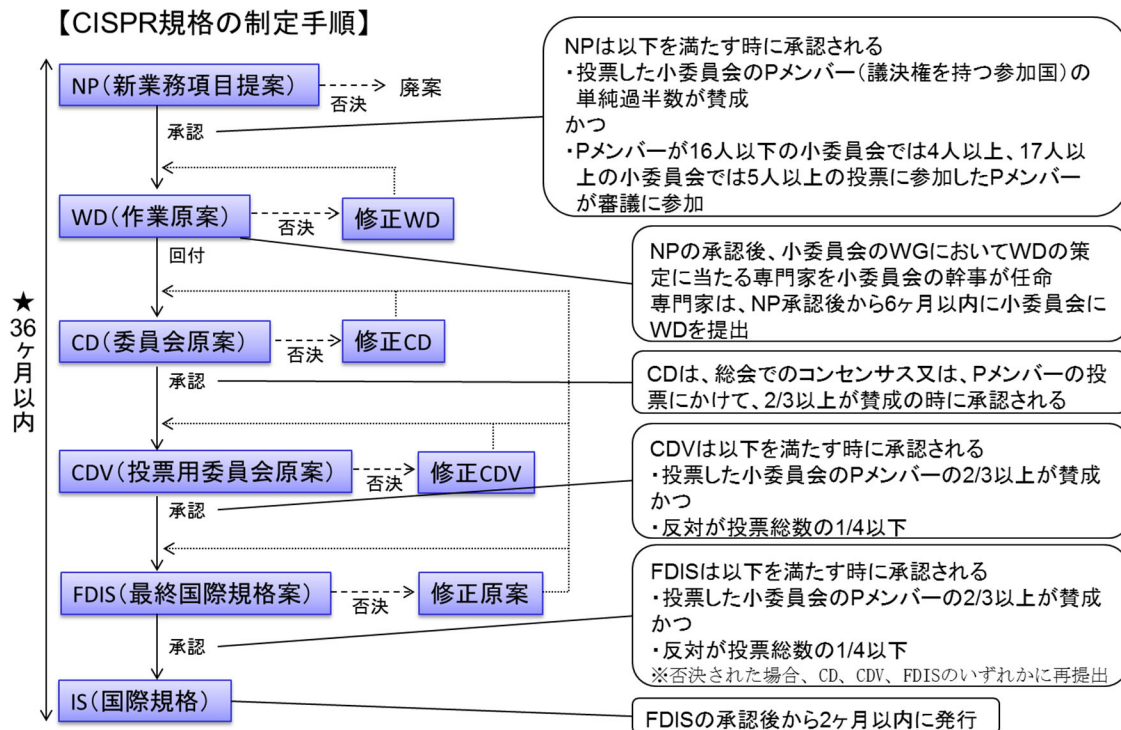 【CISPR規格の制定手順】
★36ヶ月以内
NP(新業務項目提案)
否決
廃案
承認
NPは以下を満たす時に承認される
・投票した小委員会のPメンバー(議決権を持つ参加国)の
単純過半数が賛成
かつ
・Pメンバーが16人以下の小委員会では4人以上、17人以
上の小委員会では5人以上の投票に参加したPメンバー
が審議に参加
WD(作業原案)
否決
修正WD
回付
NPの承認後、小委員会のWGにおいてWDの策
定に当たる専門家を小委員会の幹事が任命
専門家は、NP承認後から6ヶ月以内に小委員会に
WDを提出
CD(委員会原案)
否決
修正CD
承認
CDは、総会でのコンセンサス又は、Pメンバーの投
票にかけて、2/3以上が賛成の時に承認される
CDV(投票用委員会原案)
否決
修正CDV
承認
CDVは以下を満たす時に承認される
・投票した小委員会のPメンバーの2/3以上が賛成
かつ
・反対が投票総数の1/4以下
FDIS(最終国際規格案)
否決
修正原案
承認
FDISは以下を満たす時に承認される
・投票した小委員会のPメンバーの2/3以上が賛成
かつ
・反対が投票総数の1/4以下
※否決された場合、CD、CDV、FDISのいずれかに再提出
IS(国際規格)
FDISの承認後から2ヶ月以内に発行